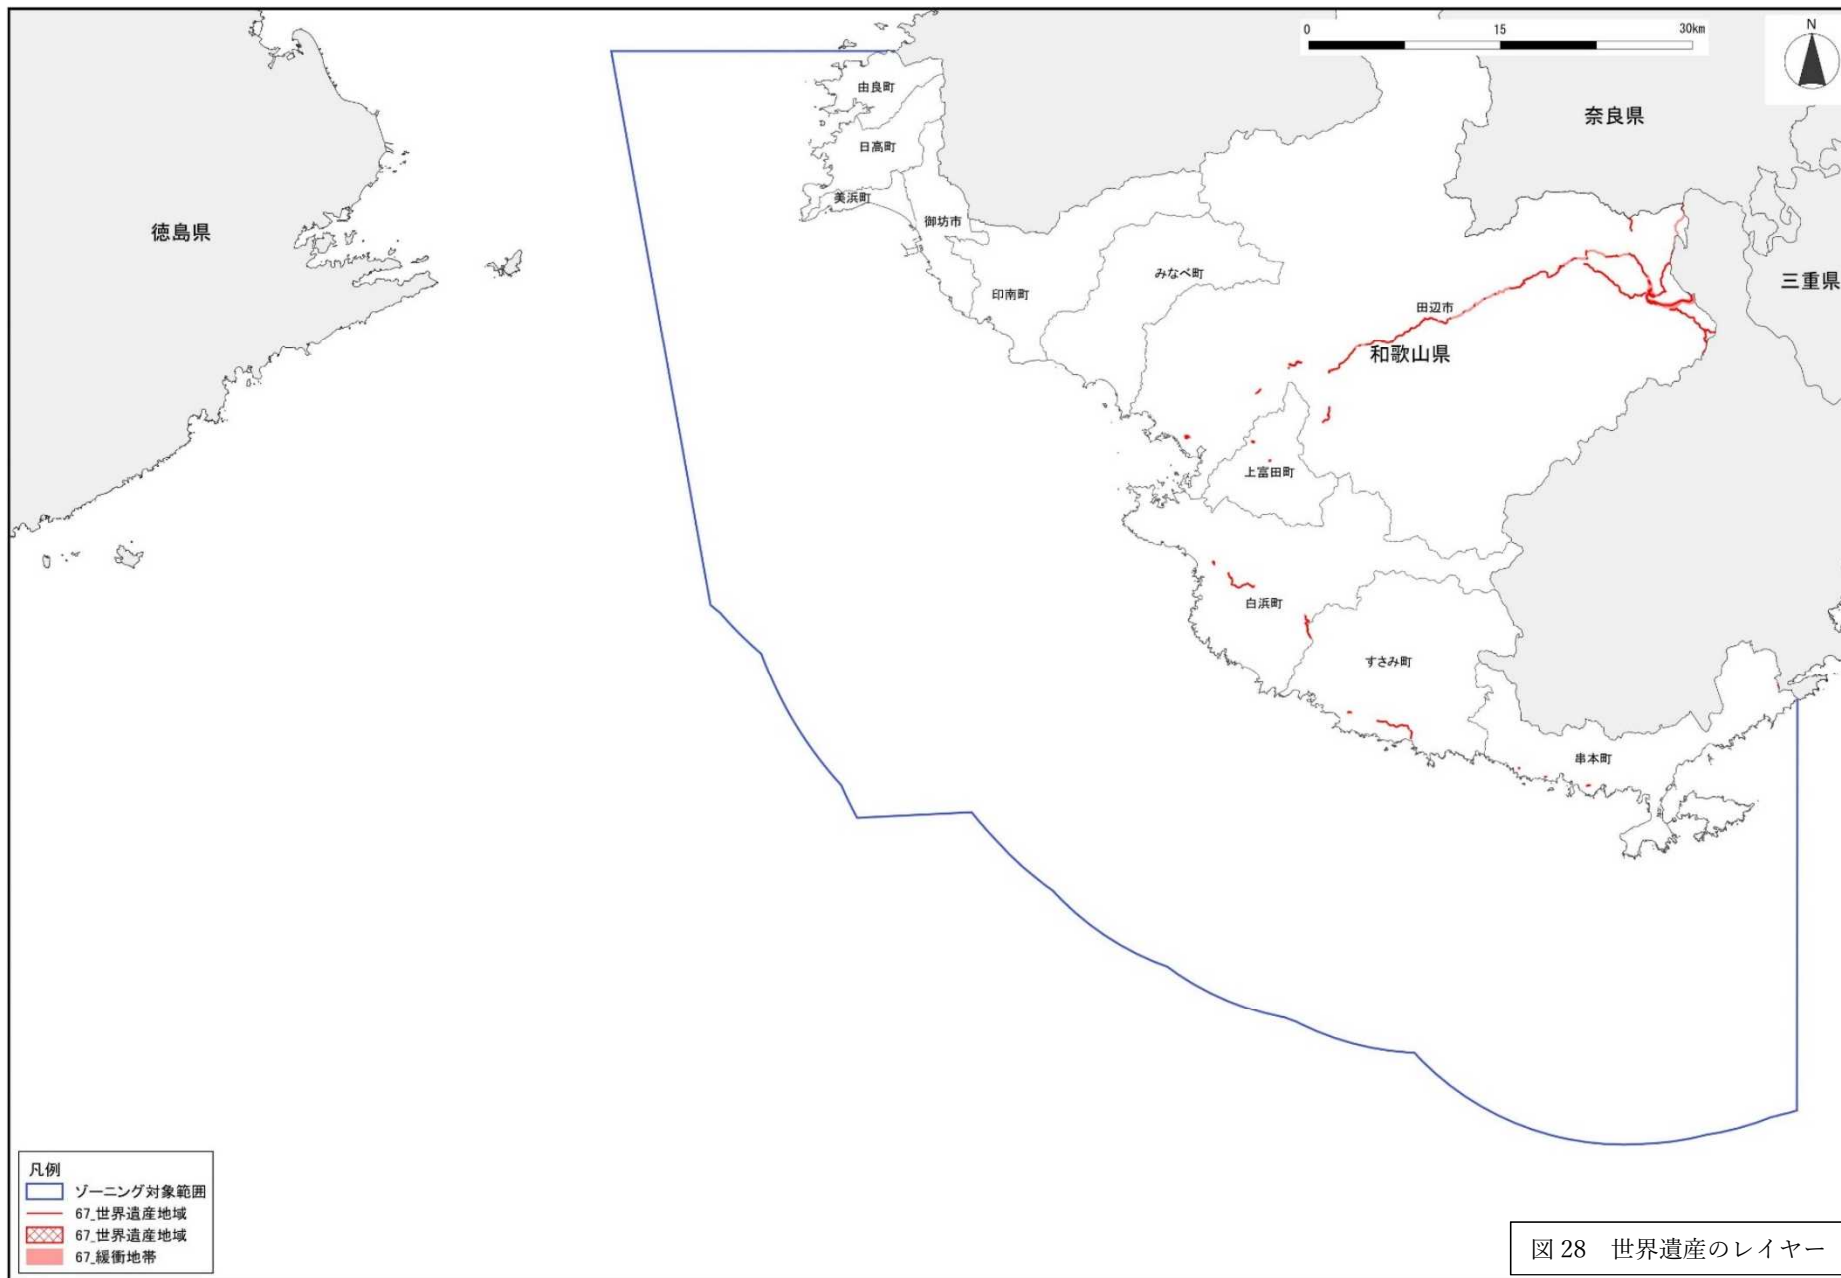 0 15 30km
N
由良町
奈良県
日高町
美浜町
御坊市
徳島県
みなべ町
三重県
印南町
田辺市
和歌山県
上富田町
白浜町
すさみ町
串本町
凡例
ゾーニング対象範囲
67_世界遺産地域
67_世界遺産地域
67_緩衝地帯
図 28 世界遺産のレイヤー